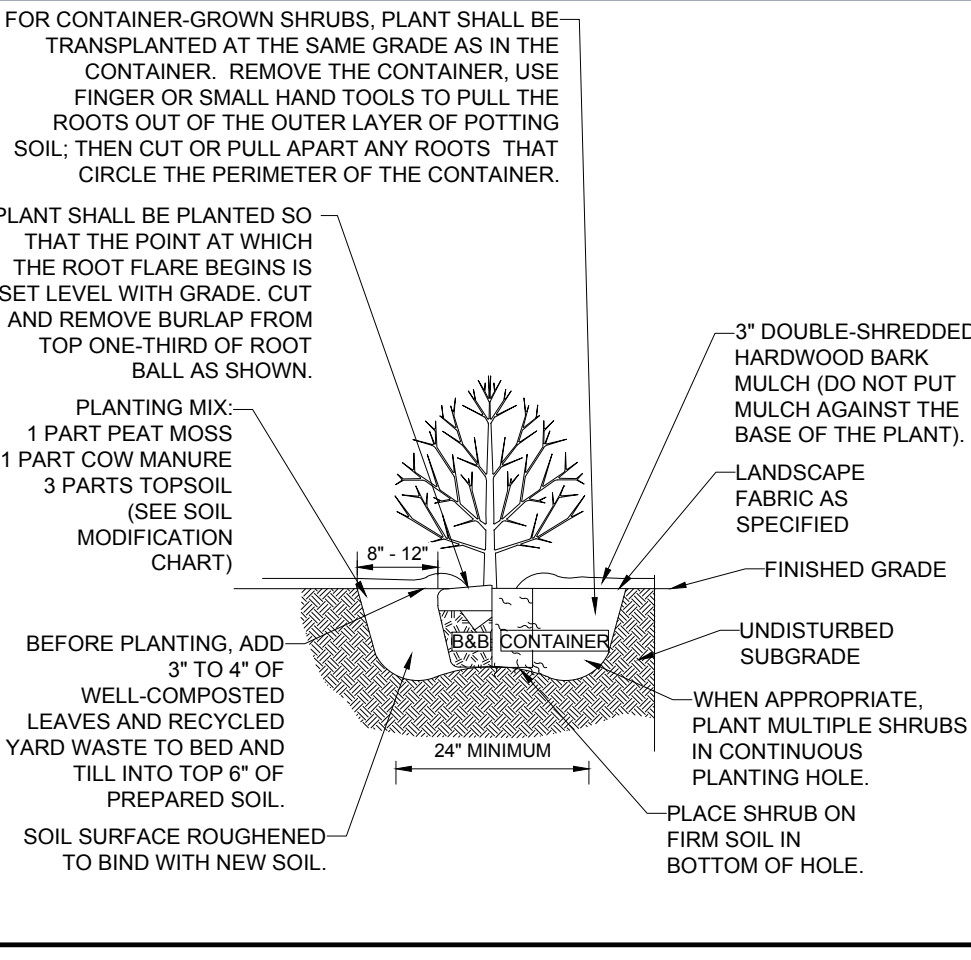 FOR CONTAINER-GROWN SHRUBS, PLANT SHALL BE
TRANSPLANTED AT THE SAME GRADE AS IN THE
CONTAINER. REMOVE THE CONTAINER, USE
FINGER OR SMALL HAND TOOLS TO PULL THE
ROOTS OUT OF THE OUTER LAYER OF POTTING
SOIL; THEN CUT OR PULL APART ANY ROOTS THAT
CIRCLE THE PERIMETER OF THE CONTAINER.
PLANT SHALL BE PLANTED SO
THAT THE POINT AT WHICH
THE ROOT FLARE BEGINS IS
SET LEVEL WITH GRADE. CUT
AND REMOVE BURLAP FROM
TOP ONE-THIRD OF ROOT
BALL AS SHOWN.
PLANTING MIX:
1 PART PEAT MOSS
1 PART COW MANURE
3 PARTS TOPSOIL
(SEE SOIL
MODIFICATION
CHART)
8" - 12"
BEFORE PLANTING, ADD
3" TO 4" OF
WELL-COMPOSTED
LEAVES AND RECYCLED
YARD WASTE TO BED AND
TILL INTO TOP 6" OF
PREPARED SOIL.
SOIL SURFACE ROUGHENED
TO BIND WITH NEW SOIL.
B&B
CONTAINER
24" MINIMUM
3" DOUBLE-SHREDDED
HARDWOOD BARK
MULCH (DO NOT PUT
MULCH AGAINST THE
BASE OF THE PLANT).
LANDSCAPE
FABRIC AS
SPECIFIED
FINISHED GRADE
UNDISTURBED
SUBGRADE
WHEN APPROPRIATE,
PLANT MULTIPLE SHRUBS
IN CONTINUOUS
PLANTING HOLE.
PLACE SHRUB ON
FIRM SOIL IN
BOTTOM OF HOLE.